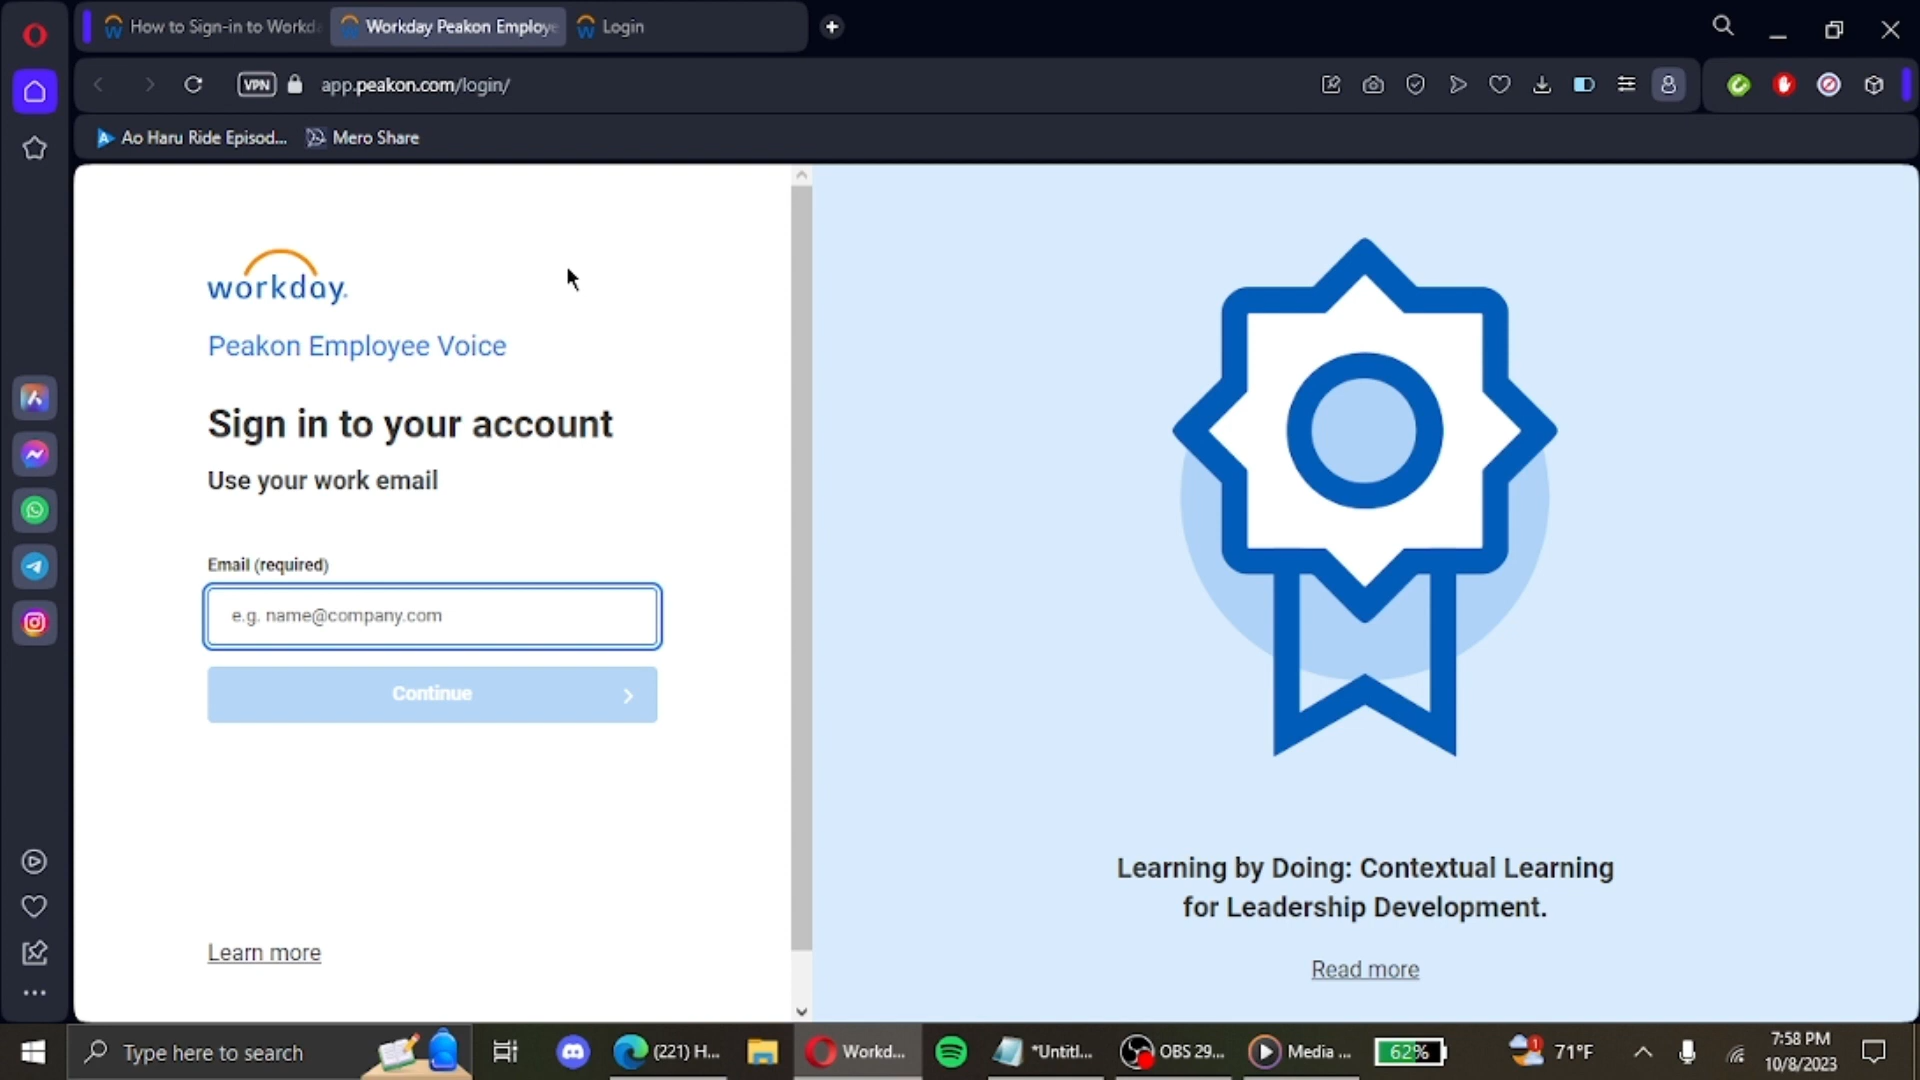 How to Sign-in to Workda
Workday Peakon Employe
Login
VPN
app.peakon.com/login/
Ao Haru Ride Episod...
Mero Share
workday.
Peakon Employee Voice
Sign in to your account
Use your work email
Email (required)
e.g. name@company.com
Continue
Learn more
Learning by Doing: Contextual Learning
for Leadership Development.
Read more
Type here to search
(221) H...
Workd...
*Untitl...
OBS 29...
Media ...
62%
1
71°F
7:58 PM
10/8/2023